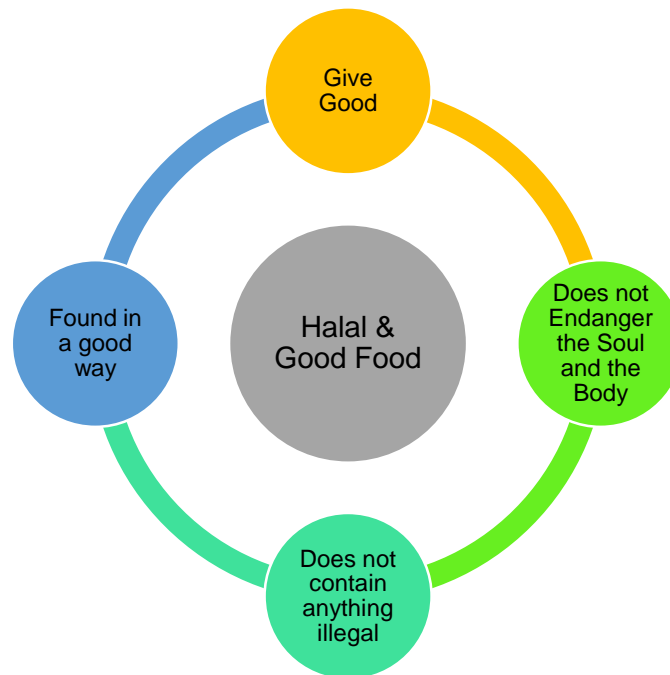 Give
Good
Found in
a good
way
Halal &
Good Food
Does not
Endanger
the Soul
and the
Body
Does not
contain
anything
illegal